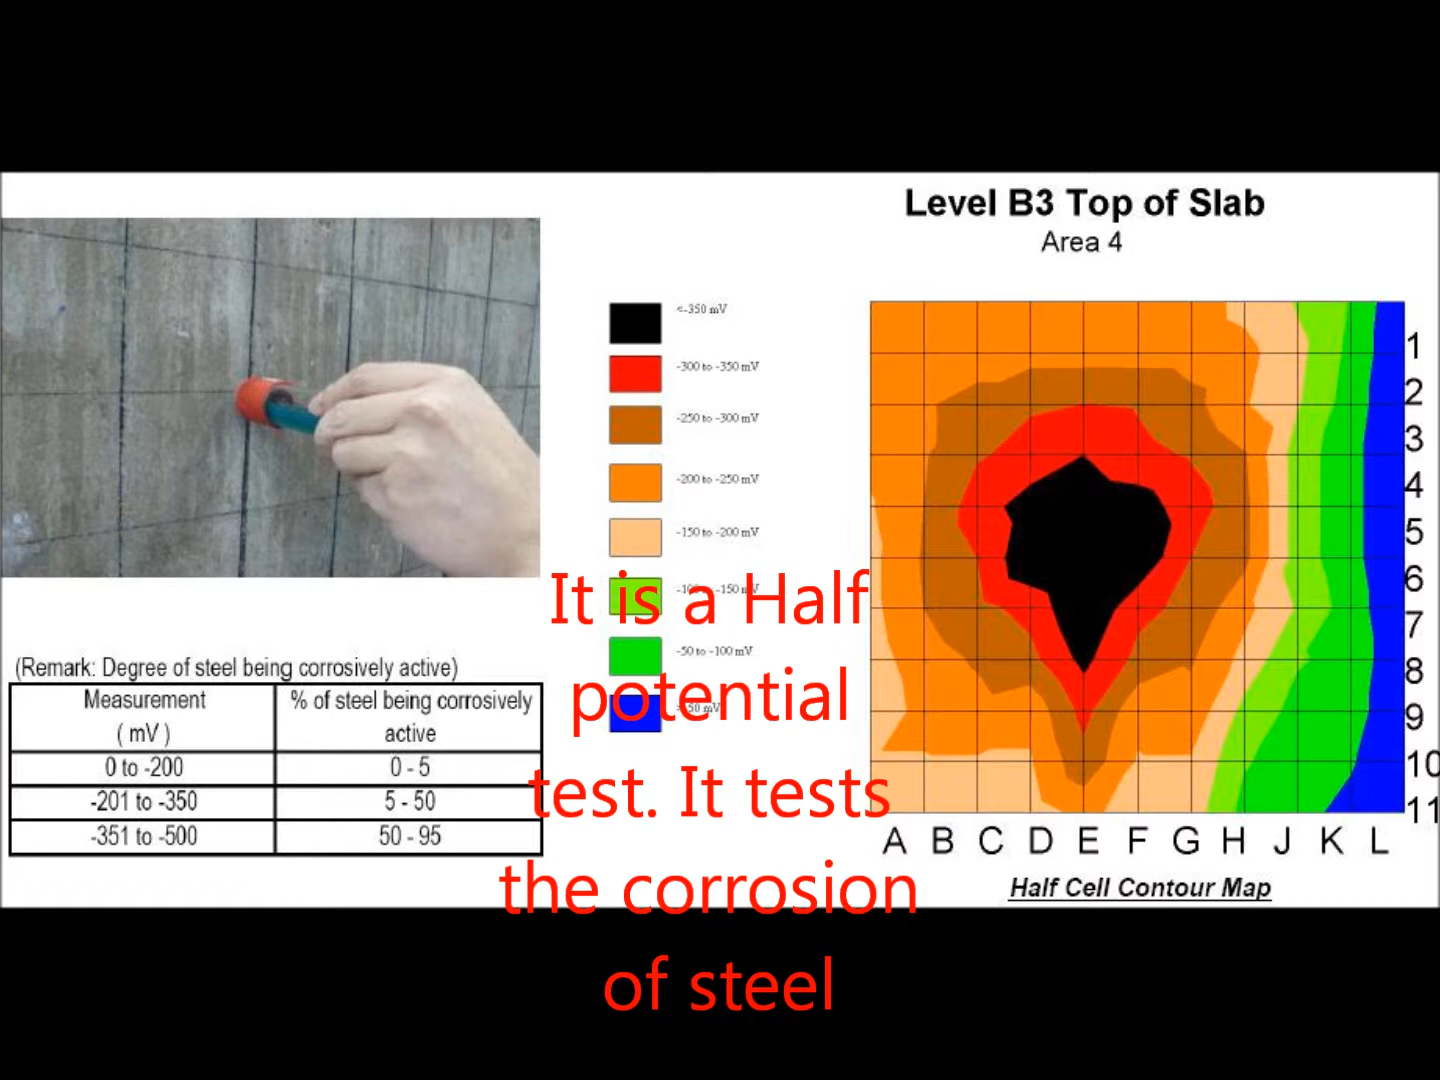 Level B3 Top of Slab
Area 4
<-350 mV
-300 to -350 mV
-250 to -300 mV
-200 to -250 mV
-150 to -200 mV
-150 mV
-50 to -100 mV
50 mV
1
2
3
4
5
6
7
8
9
10
11
A B C D E F G H J K L
Half Cell Contour Map
(Remark: Degree of steel being corrosively active)
Measurement
( mV )
% of steel being corrosively
active
0 to -200
0 - 5
-201 to -350
5 - 50
-351 to -500
50 - 95
It is a Half
potential
test. It tests
the corrosion
of steel